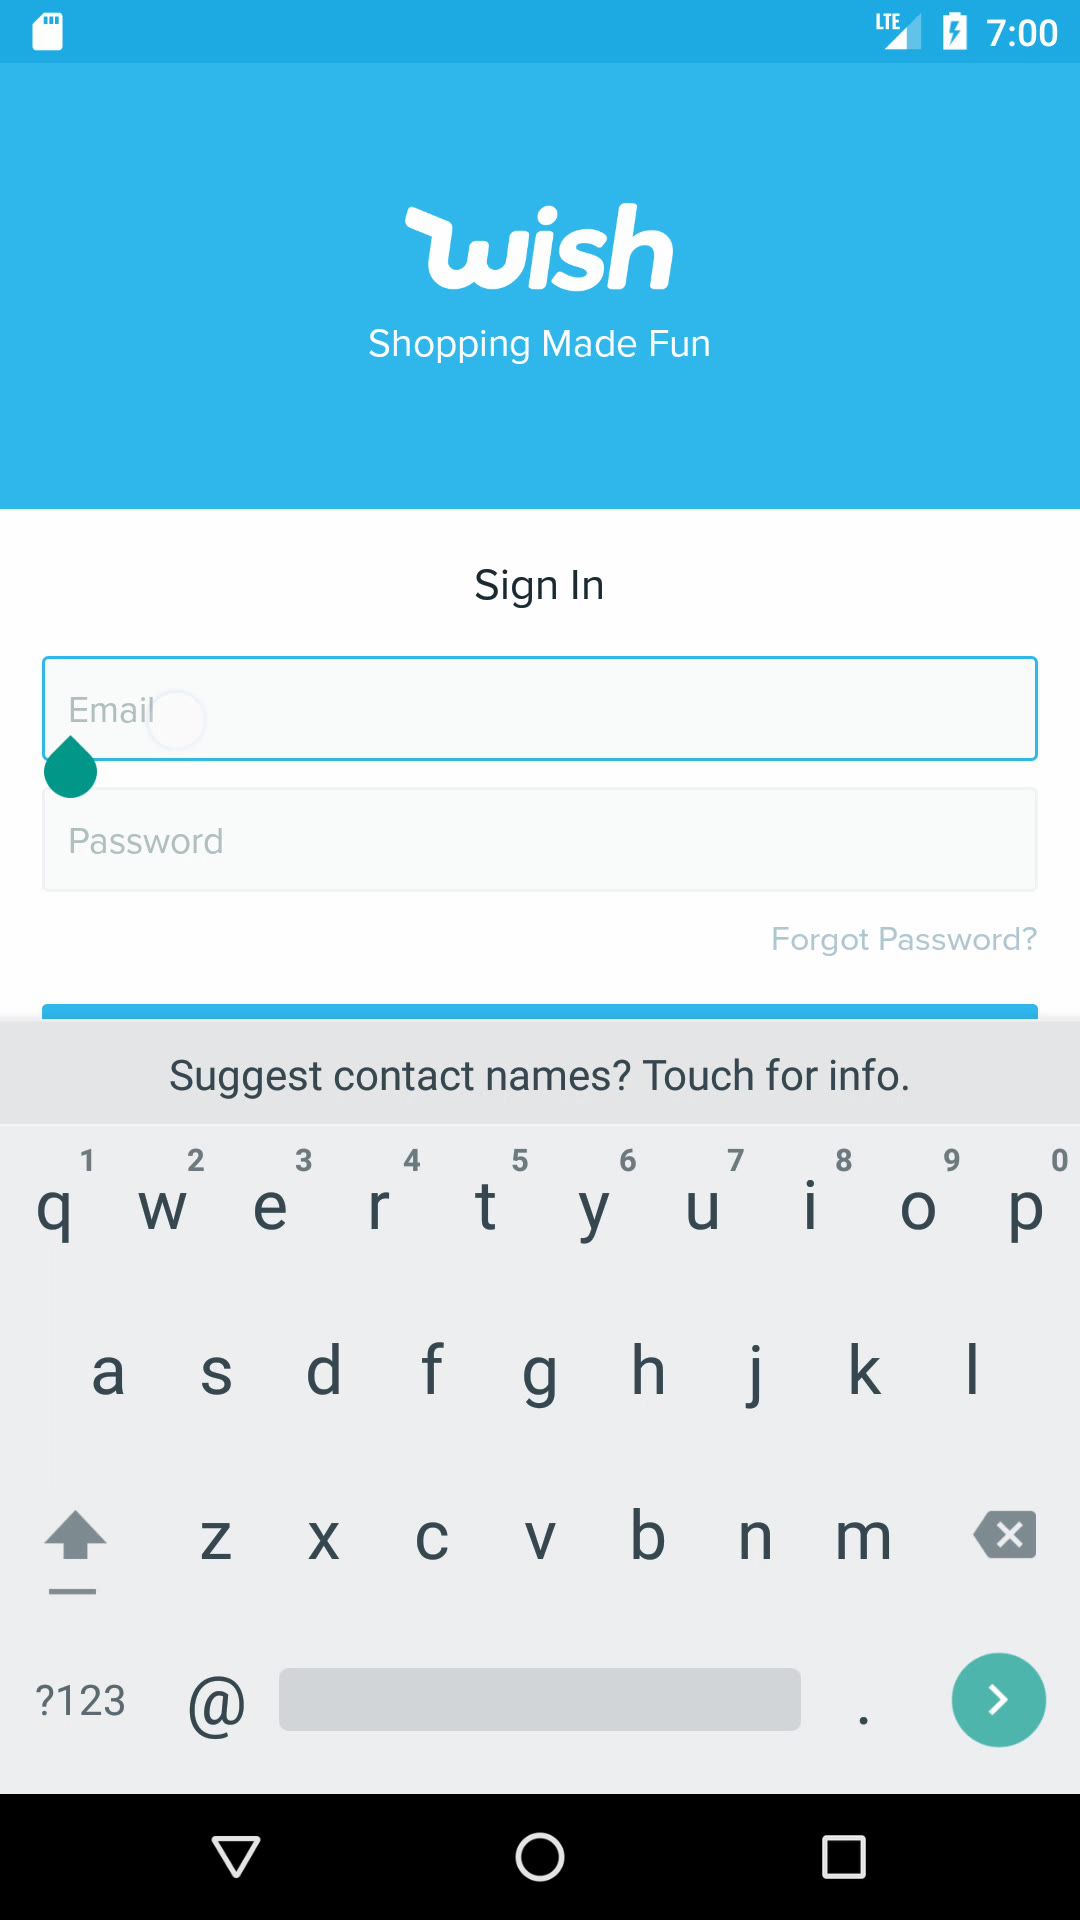 LTE 7:00
wish
Shopping Made Fun
Sign In
Email
Password
Forgot Password?
Suggest contact names? Touch for info.
1 2 3 4 5 6 7 8 9 0
q w e r t y u i o p
a s d f g h j k l
z x c v b n m
?123 @ .